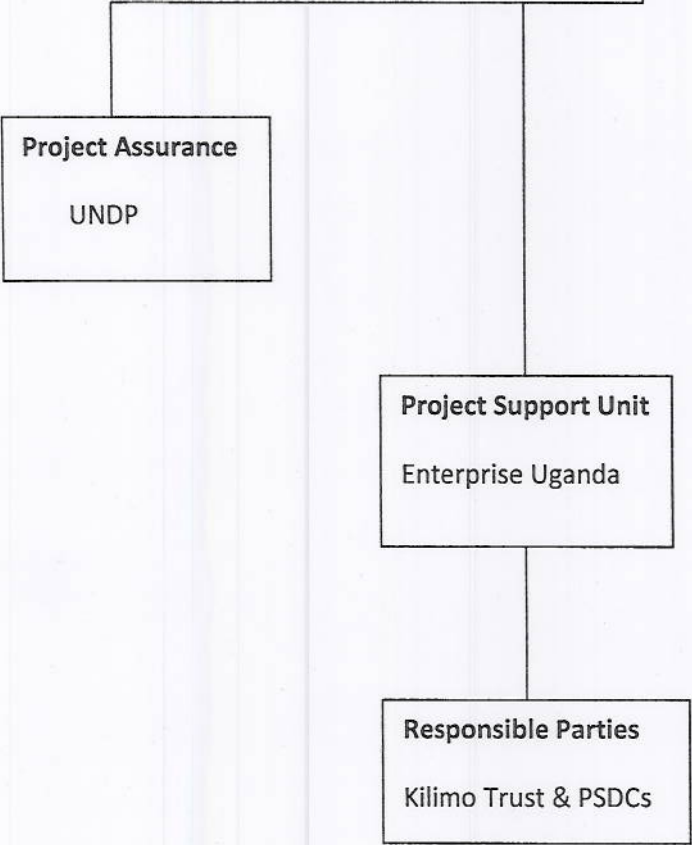 Project Assurance
UNDP
Project Support Unit
Enterprise Uganda
Responsible Parties
Kilimo Trust & PSDCs